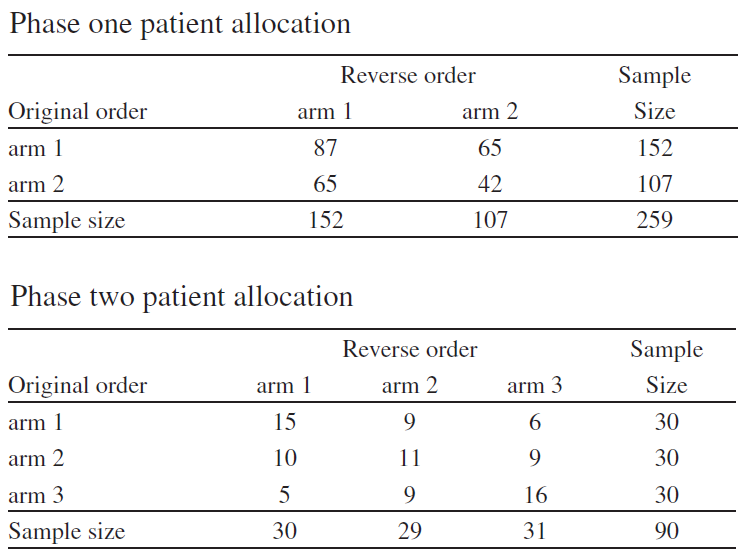 Phase one patient allocation
Reverse order Sample
Original order arm 1 arm 2 Size
arm 1 87 65 152
arm 2 65 42 107
Sample size 152 107 259
Phase two patient allocation
Reverse order Sample
Original order arm 1 arm 2 arm 3 Size
arm 1 15 9 6 30
arm 2 10 11 9 30
arm 3 5 9 16 30
Sample size 30 29 31 90